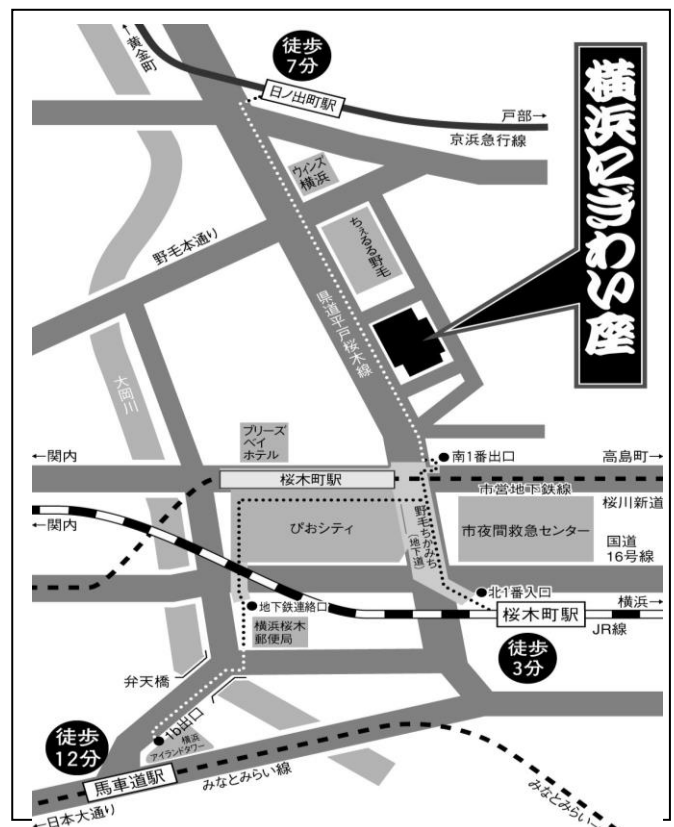 黄金町
徒歩
7分
日ノ出町駅
戸部→
京浜急行線
横浜にぎわい座
ウィンズ
横浜
ちぇるる野毛
野毛本通り
県道平戸桜木線
大岡川
ブリーズ
ベイ
ホテル
←関内
南1番出口
高島町→
桜木町駅
市営地下鉄線
桜川新道
←関内
ぴおシティ
野毛ちかみち
(地下道)
市夜間救急センター
国道
16号線
北1番入口
地下鉄連絡口
横浜→
桜木町駅
JR線
横浜桜木
郵便局
徒歩
3分
弁天橋
1b出口
横浜
アイランドタワー
徒歩
12分
馬車道駅
みなとみらい線
みなとみらい→
←日本大通り